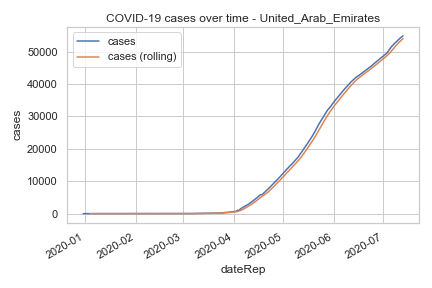 COVID-19 cases over time - United_Arab_Emirates
cases
cases (rolling)
50000
40000
30000
20000
10000
0
cases
2020-01
2020-02
2020-03
2020-04
2020-05
2020-06
2020-07
dateRep